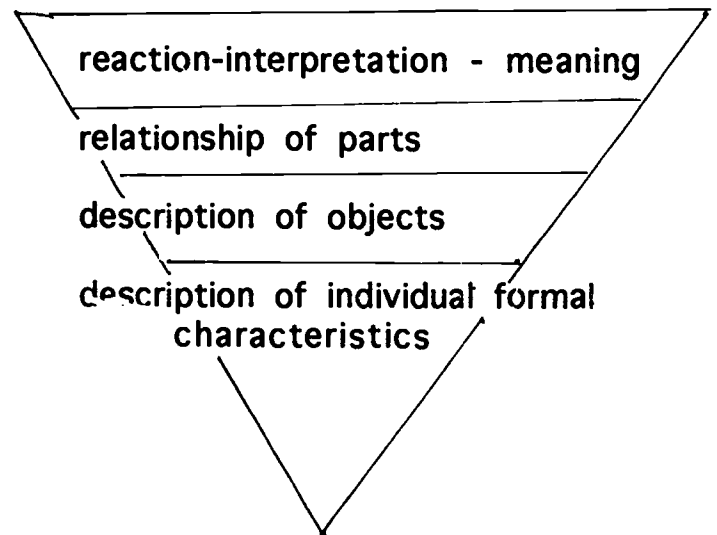 reaction-interpretation - meaning
relationship of parts
description of objects
description of individual formal
characteristics